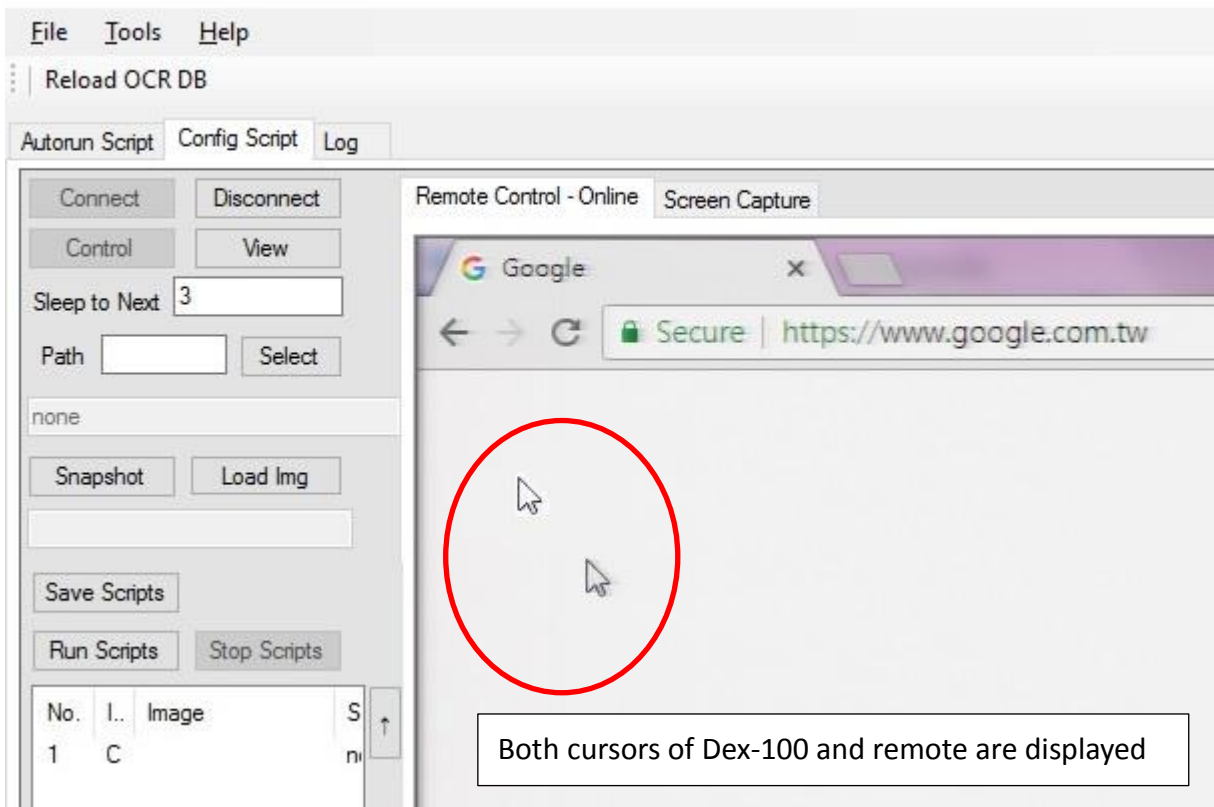 File Tools Help
Reload OCR DB
Autorun Script Config Script Log
Connect Disconnect
Remote Control - Online Screen Capture
Control View
G Google
Sleep to Next 3
Secure | https://www.google.com.tw
Path Select
none
Snapshot Load Img
Save Scripts
Run Scripts Stop Scripts
No. I.. Image S ↑
1 C
Both cursors of Dex-100 and remote are displayed